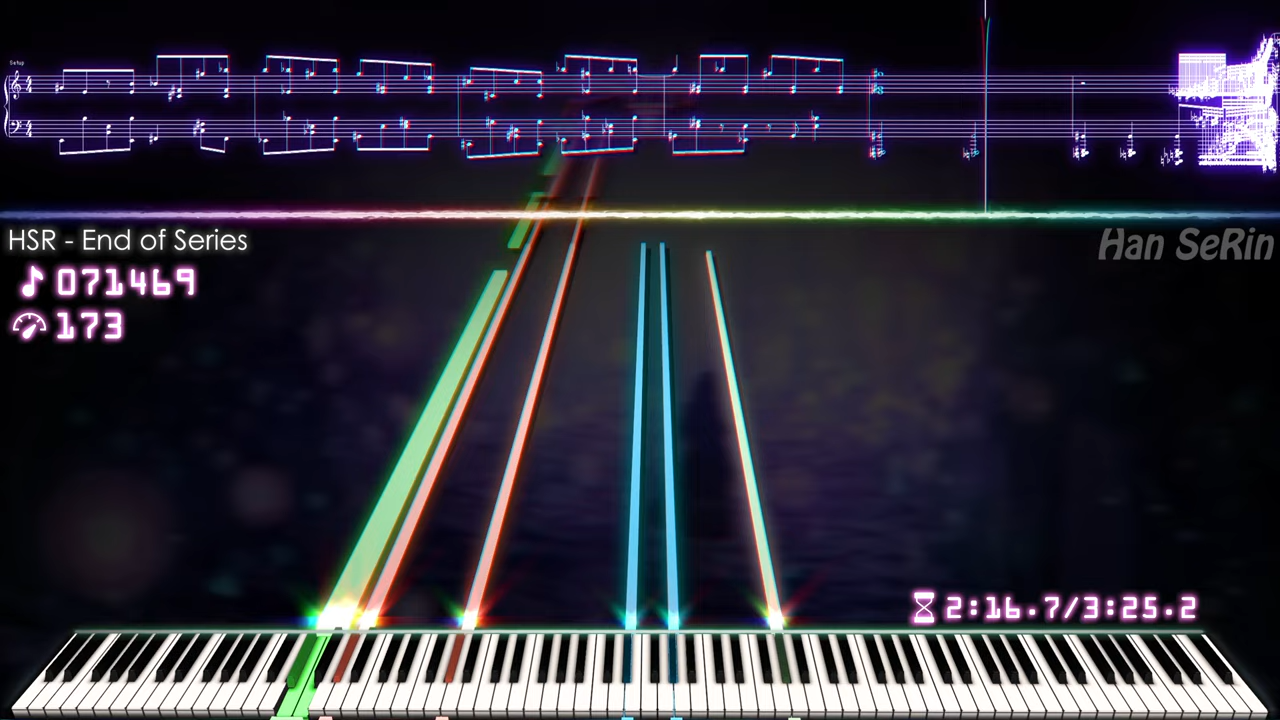 Setup
HSR - End of Series
Han SeRin
071469
173
2:16.7/3:25.2